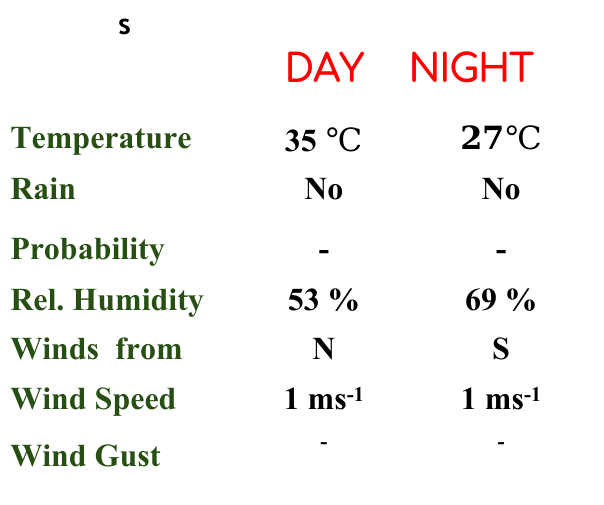 s
DAY NIGHT
Temperature 35 °C 27°C
Rain No No
Probability - -
Rel. Humidity 53 % 69 %
Winds from N S
Wind Speed 1 ms-1 1 ms-1
Wind Gust - -